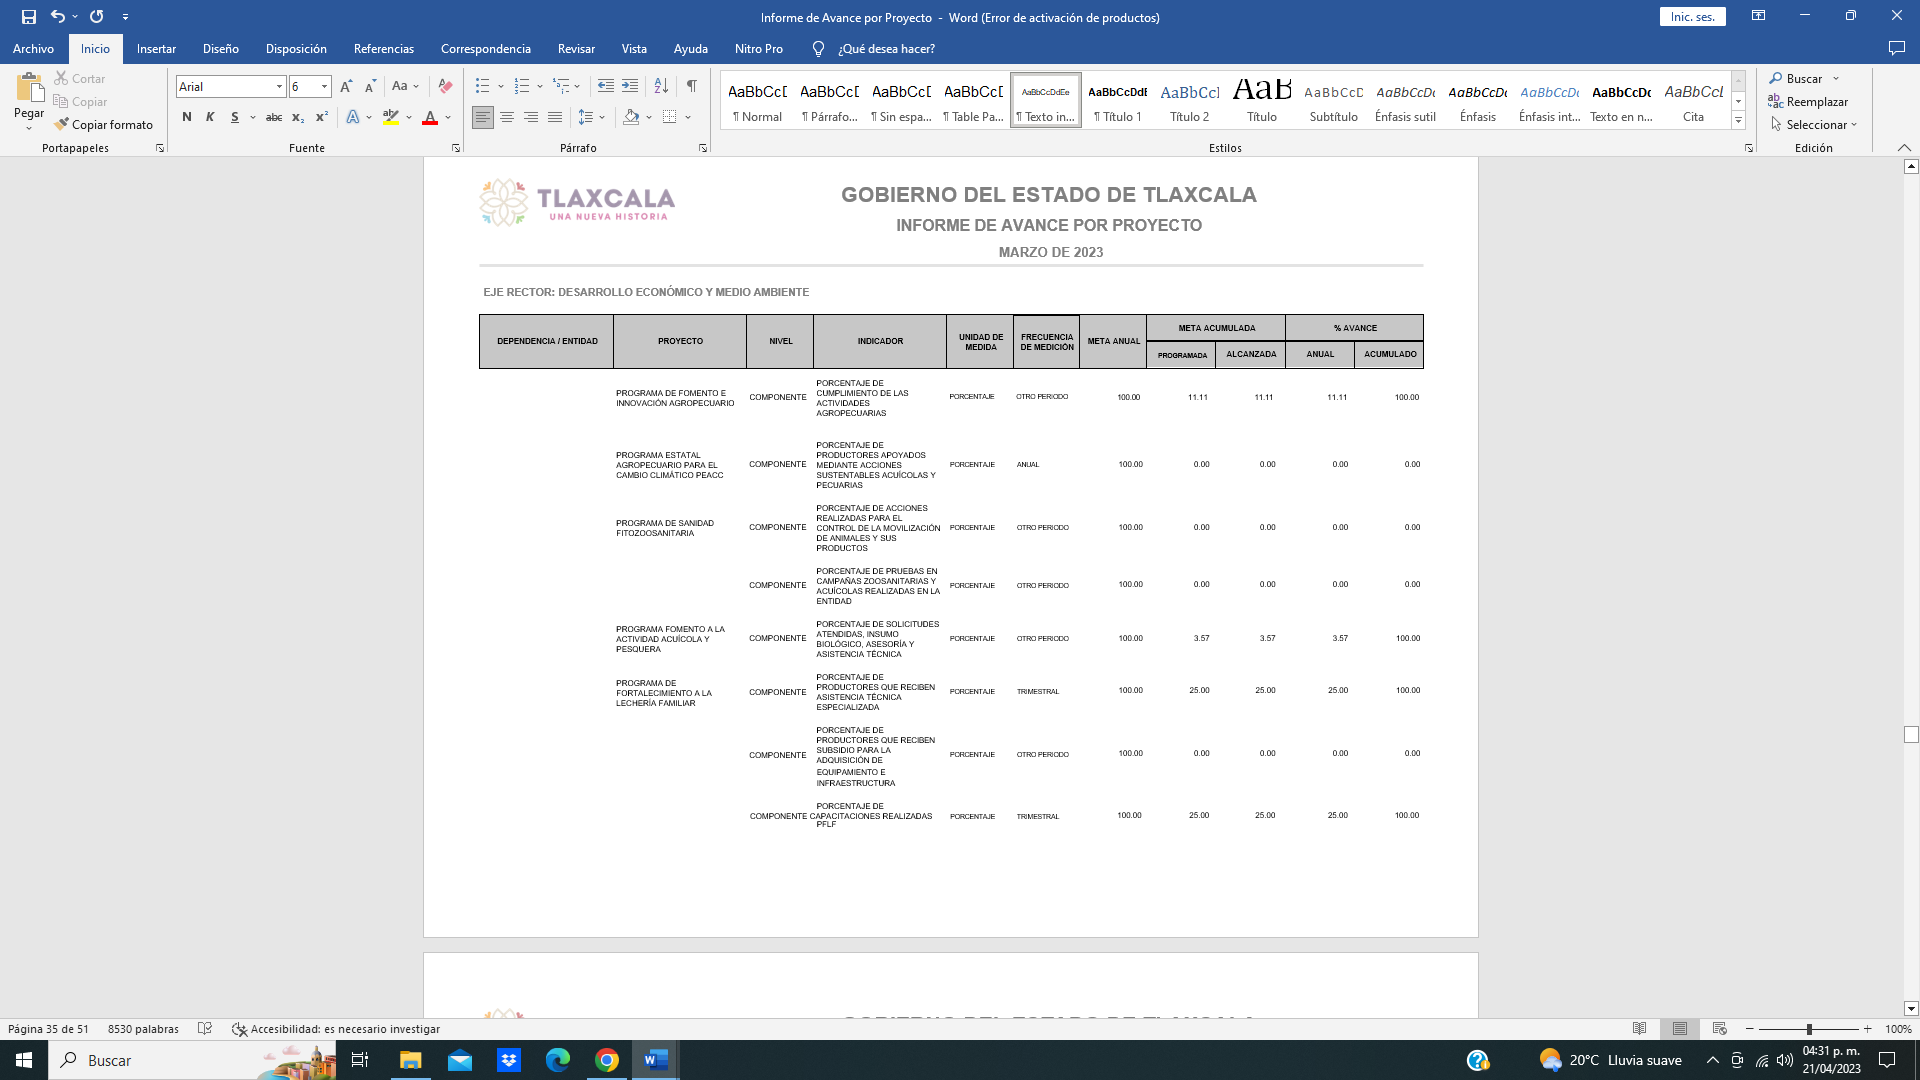 Informe de Avance por Proyecto - Word (Error de activación de productos)
Inic. ses.
Archivo Inicio Insertar Diseño Disposición Referencias Correspondencia Revisar Vista Ayuda Nitro Pro ¿Qué desea hacer?
Pegar
Cortar
Copiar
Copiar formato
Portapapeles
Arial 6
N K S abc x₂ x²
Fuente
Párrafo
AaBbCcI AaBbCcI AaBbCcI AaBbCcI AaBbCcDdEe AaBbCcDdE AaBbCcI AaB AaBbCcD AaBbCcDc AaBbCcDc AaBbCcDc AaBbCcDc AaBbCcL
¶ Normal ¶ Párrafo... ¶ Sin espa... ¶ Table Pa... ¶ Texto in... ¶ Título 1 Título 2 Título Subtítulo Énfasis sutil Énfasis Énfasis int... Texto en n... Cita
Estilos
Buscar
Reemplazar
Seleccionar
Edición
TLAXCALA
UNA NUEVA HISTORIA
GOBIERNO DEL ESTADO DE TLAXCALA
INFORME DE AVANCE POR PROYECTO
MARZO DE 2023
EJE RECTOR: DESARROLLO ECONÓMICO Y MEDIO AMBIENTE
DEPENDENCIA / ENTIDAD PROYECTO NIVEL INDICADOR UNIDAD DE MEDIDA FRECUENCIA DE MEDICIÓN META ANUAL META ACUMULADA % AVANCE
PROGRAMADA ALCANZADA ANUAL ACUMULADO
PROGRAMA DE FOMENTO E
INNOVACIÓN AGROPECUARIO
COMPONENTE
PORCENTAJE DE
CUMPLIMIENTO DE LAS
ACTIVIDADES
AGROPECUARIAS
PORCENTAJE OTRO PERIODO 100.00 11.11 11.11 11.11 100.00
PROGRAMA ESTATAL
AGROPECUARIO PARA EL
CAMBIO CLIMÁTICO PEACC
COMPONENTE
PORCENTAJE DE
PRODUCTORES APOYADOS
MEDIANTE ACCIONES
SUSTENTABLES ACUÍCOLAS Y
PECUARIAS
PORCENTAJE ANUAL 100.00 0.00 0.00 0.00 0.00
PROGRAMA DE SANIDAD
FITOZOOSANITARIA
COMPONENTE
PORCENTAJE DE ACCIONES
REALIZADAS PARA EL
CONTROL DE LA MOVILIZACIÓN
DE ANIMALES Y SUS
PRODUCTOS
PORCENTAJE OTRO PERIODO 100.00 0.00 0.00 0.00 0.00
COMPONENTE
PORCENTAJE DE PRUEBAS EN
CAMPAÑAS ZOOSANITARIAS Y
ACUÍCOLAS REALIZADAS EN LA
ENTIDAD
PORCENTAJE OTRO PERIODO 100.00 0.00 0.00 0.00 0.00
PROGRAMA FOMENTO A LA
ACTIVIDAD ACUÍCOLA Y
PESQUERA
COMPONENTE
PORCENTAJE DE SOLICITUDES
ATENDIDAS, INSUMO
BIOLÓGICO, ASESORÍA Y
ASISTENCIA TÉCNICA
PORCENTAJE OTRO PERIODO 100.00 3.57 3.57 3.57 100.00
PROGRAMA DE
FORTALECIMIENTO A LA
LECHERÍA FAMILIAR
COMPONENTE
PORCENTAJE DE
PRODUCTORES QUE RECIBEN
ASISTENCIA TÉCNICA
ESPECIALIZADA
PORCENTAJE TRIMESTRAL 100.00 25.00 25.00 25.00 100.00
COMPONENTE
PORCENTAJE DE
PRODUCTORES QUE RECIBEN
SUBSIDIO PARA LA
ADQUISICIÓN DE
EQUIPAMIENTO E
INFRAESTRUCTURA
PORCENTAJE OTRO PERIODO 100.00 0.00 0.00 0.00 0.00
COMPONENTE
PORCENTAJE DE
CAPACITACIONES REALIZADAS
PFLF
PORCENTAJE TRIMESTRAL 100.00 25.00 25.00 25.00 100.00
Página 35 de 51 8530 palabras Accesibilidad: es necesario investigar
100%
Buscar
20°C Lluvia suave
04:31 p. m.
21/04/2023